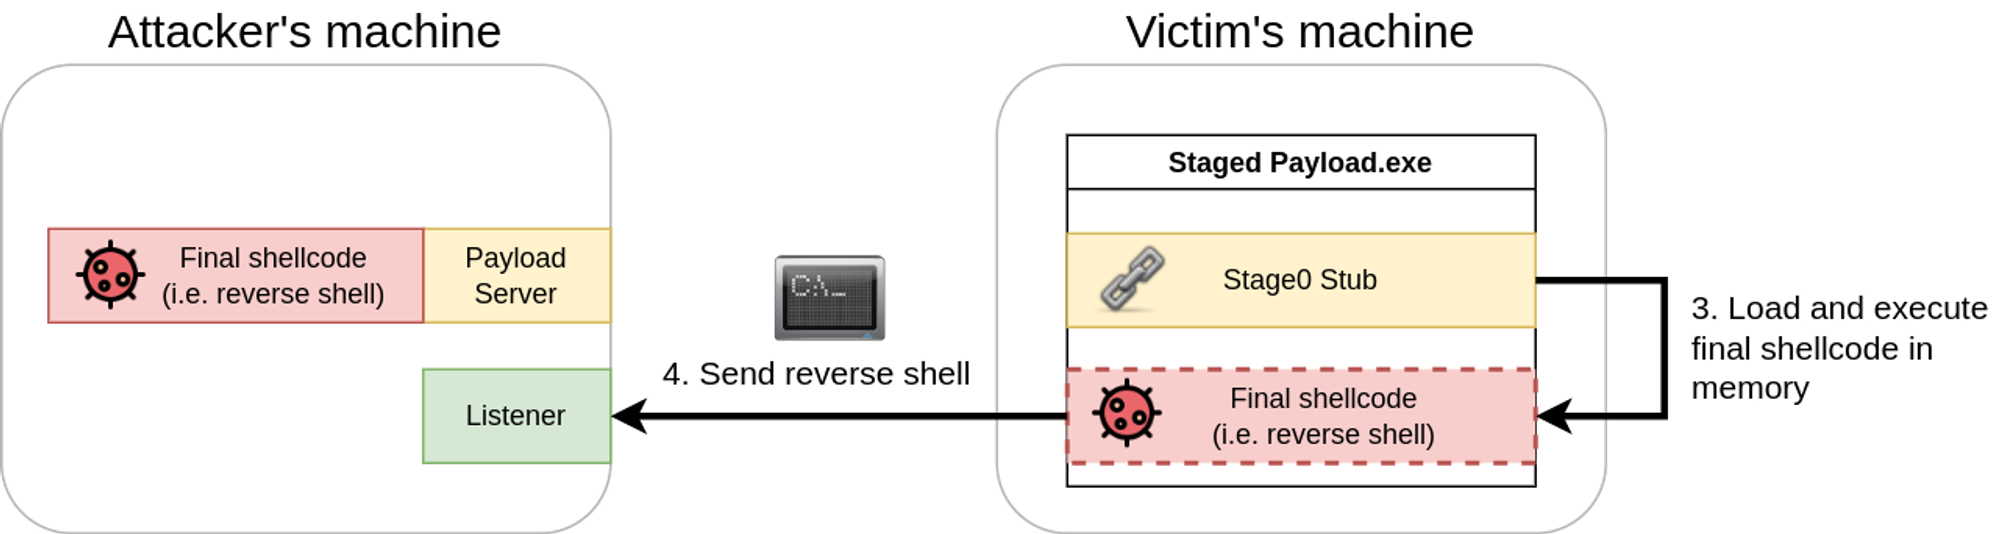 Attacker's machine
Victim's machine
Final shellcode
(i.e. reverse shell)
Payload
Server
Listener
C:\_
4. Send reverse shell
Staged Payload.exe
Stage0 Stub
Final shellcode
(i.e. reverse shell)
3. Load and execute
final shellcode in
memory